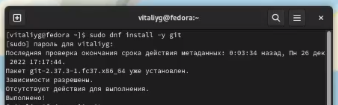 vitaliyg@fedora:~
[vitaliyg@fedora ~]$ sudo dnf install -y git
[sudo] пароль для vitaliyg:
Последняя проверка окончания срока действия метаданных: 0:03:34 назад, Пн 26 дек
2022 17:17:44.
Пакет git-2.37.3-1.fc37.x86_64 уже установлен.
Зависимости разрешены.
Отсутствуют действия для выполнения.
Выполнено!